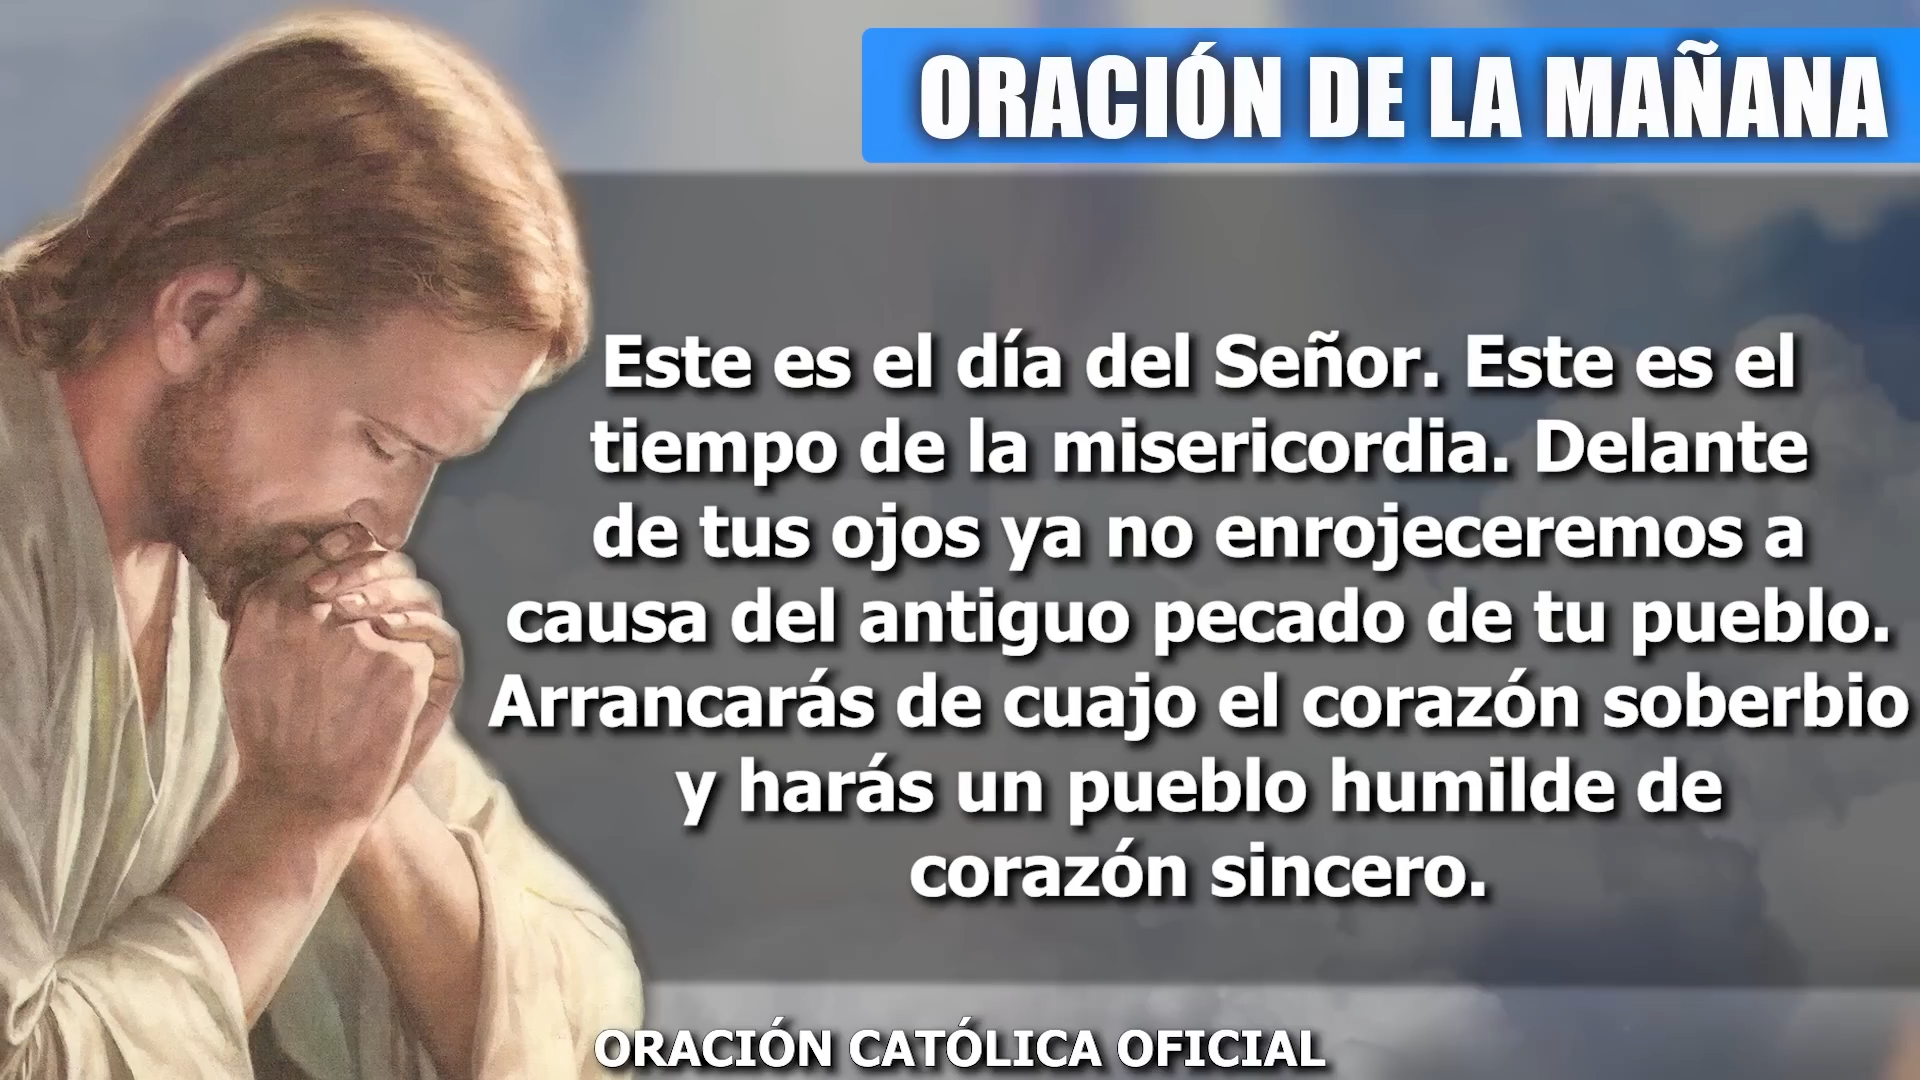 ORACIÓN DE LA MAÑANA
Este es el día del Señor. Este es el
tiempo de la misericordia. Delante
de tus ojos ya no enrojeceremos a
causa del antiguo pecado de tu pueblo.
Arrancarás de cuajo el corazón soberbio
y harás un pueblo humilde de
corazón sincero.
ORACIÓN CATÓLICA OFICIAL